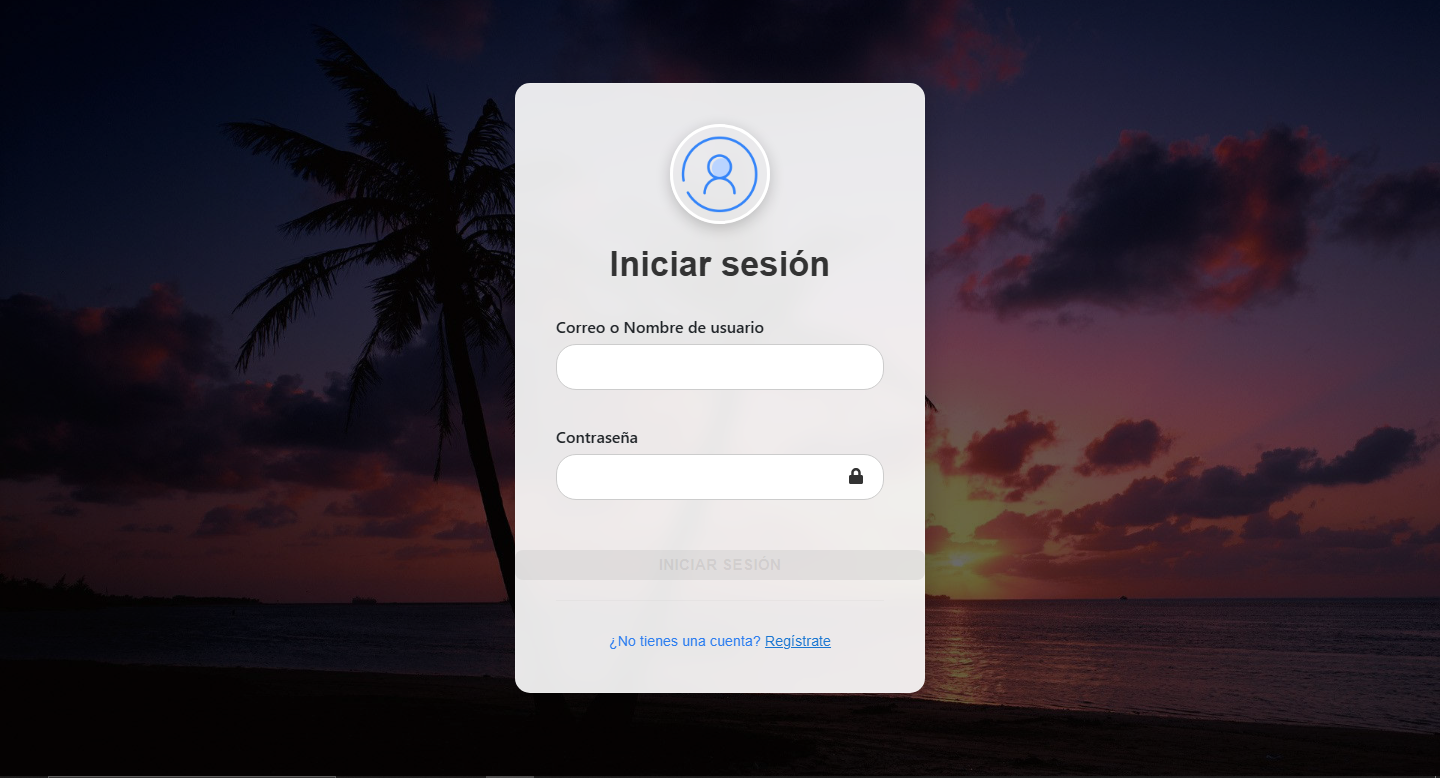 Iniciar sesión
Correo o Nombre de usuario
Contraseña
INICIAR SESIÓN
¿No tienes una cuenta? Regístrate